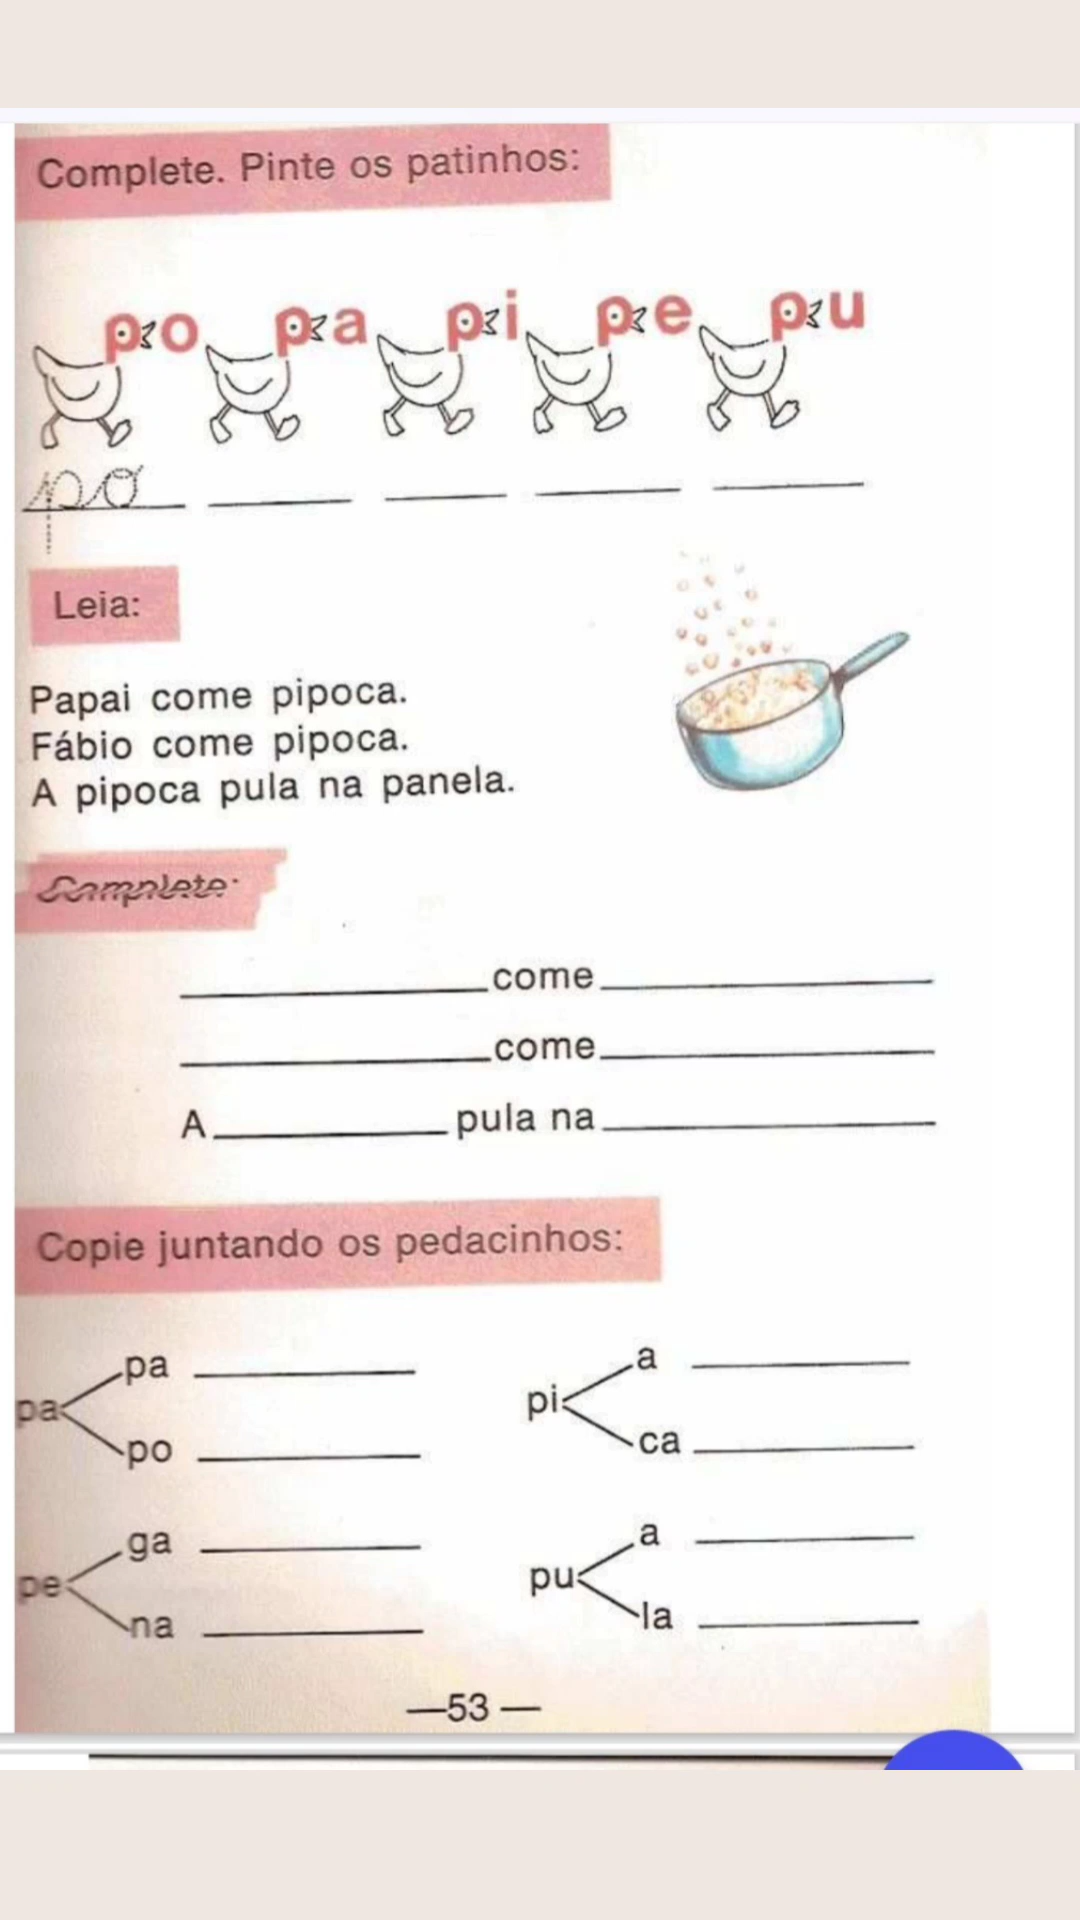 Complete. Pinte os patinhos:
po pa pi pe pu
po
Leia:
Papai come pipoca.
Fábio come pipoca.
A pipoca pula na panela.
Complete:
come
come
A pula na
Copie juntando os pedacinhos:
pa pa pi a
po ca
pe ga pu a
na la
—53—